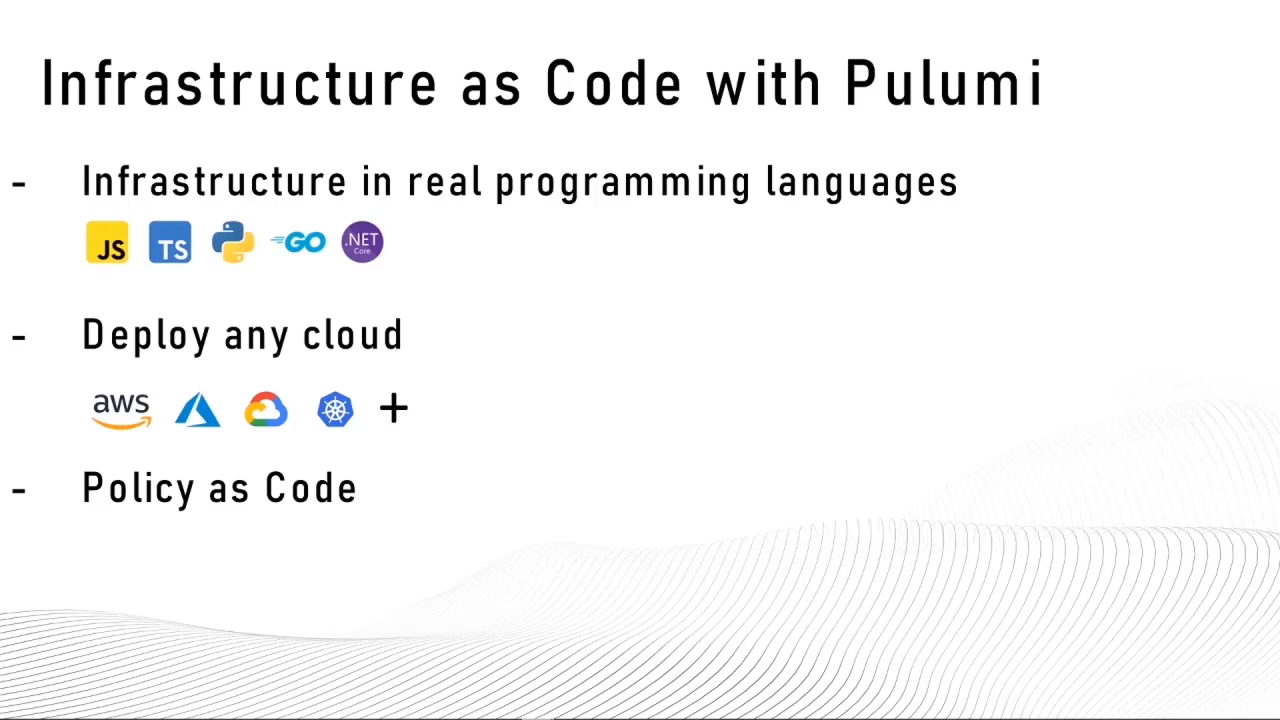 Infrastructure as Code with Pulumi
- Infrastructure in real programming languages
JS TS GO .NET Core
- Deploy any cloud
aws +
- Policy as Code